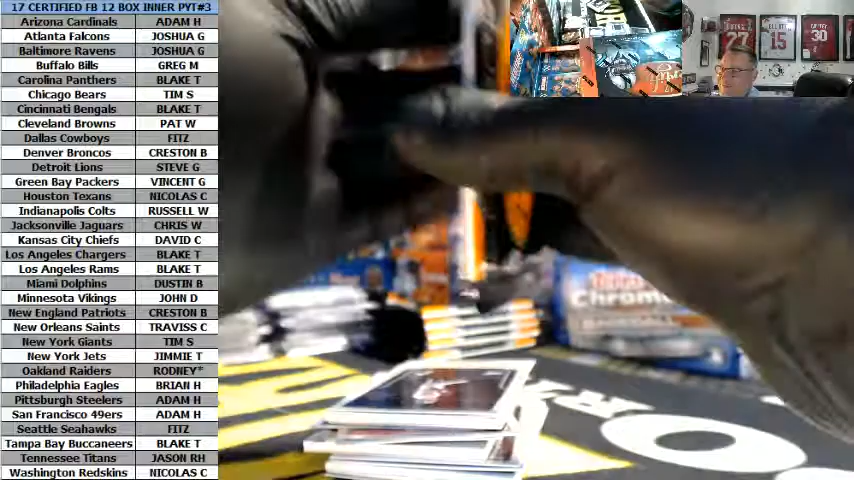 17 CERTIFIED FB 12 BOX INNER PYT#3
Arizona Cardinals ADAM H
Atlanta Falcons JOSHUA G
Baltimore Ravens JOSHUA G
Buffalo Bills GREG M
Carolina Panthers BLAKE T
Chicago Bears TIM S
Cincinnati Bengals BLAKE T
Cleveland Browns PAT W
Dallas Cowboys FITZ
Denver Broncos CRESTON B
Detroit Lions STEVE G
Green Bay Packers VINCENT G
Houston Texans NICOLAS C
Indianapolis Colts RUSSELL W
Jacksonville Jaguars CHRIS W
Kansas City Chiefs DAVID C
Los Angeles Chargers BLAKE T
Los Angeles Rams BLAKE T
Miami Dolphins DUSTIN B
Minnesota Vikings JOHN D
New England Patriots CRESTON B
New Orleans Saints TRAVISS C
New York Giants TIM S
New York Jets JIMMIE T
Oakland Raiders RODNEY*
Philadelphia Eagles BRIAN H
Pittsburgh Steelers ADAM H
San Francisco 49ers ADAM H
Seattle Seahawks FITZ
Tampa Bay Buccaneers BLAKE T
Tennessee Titans JASON RH
Washington Redskins NICOLAS C
27
15
30
Chrome